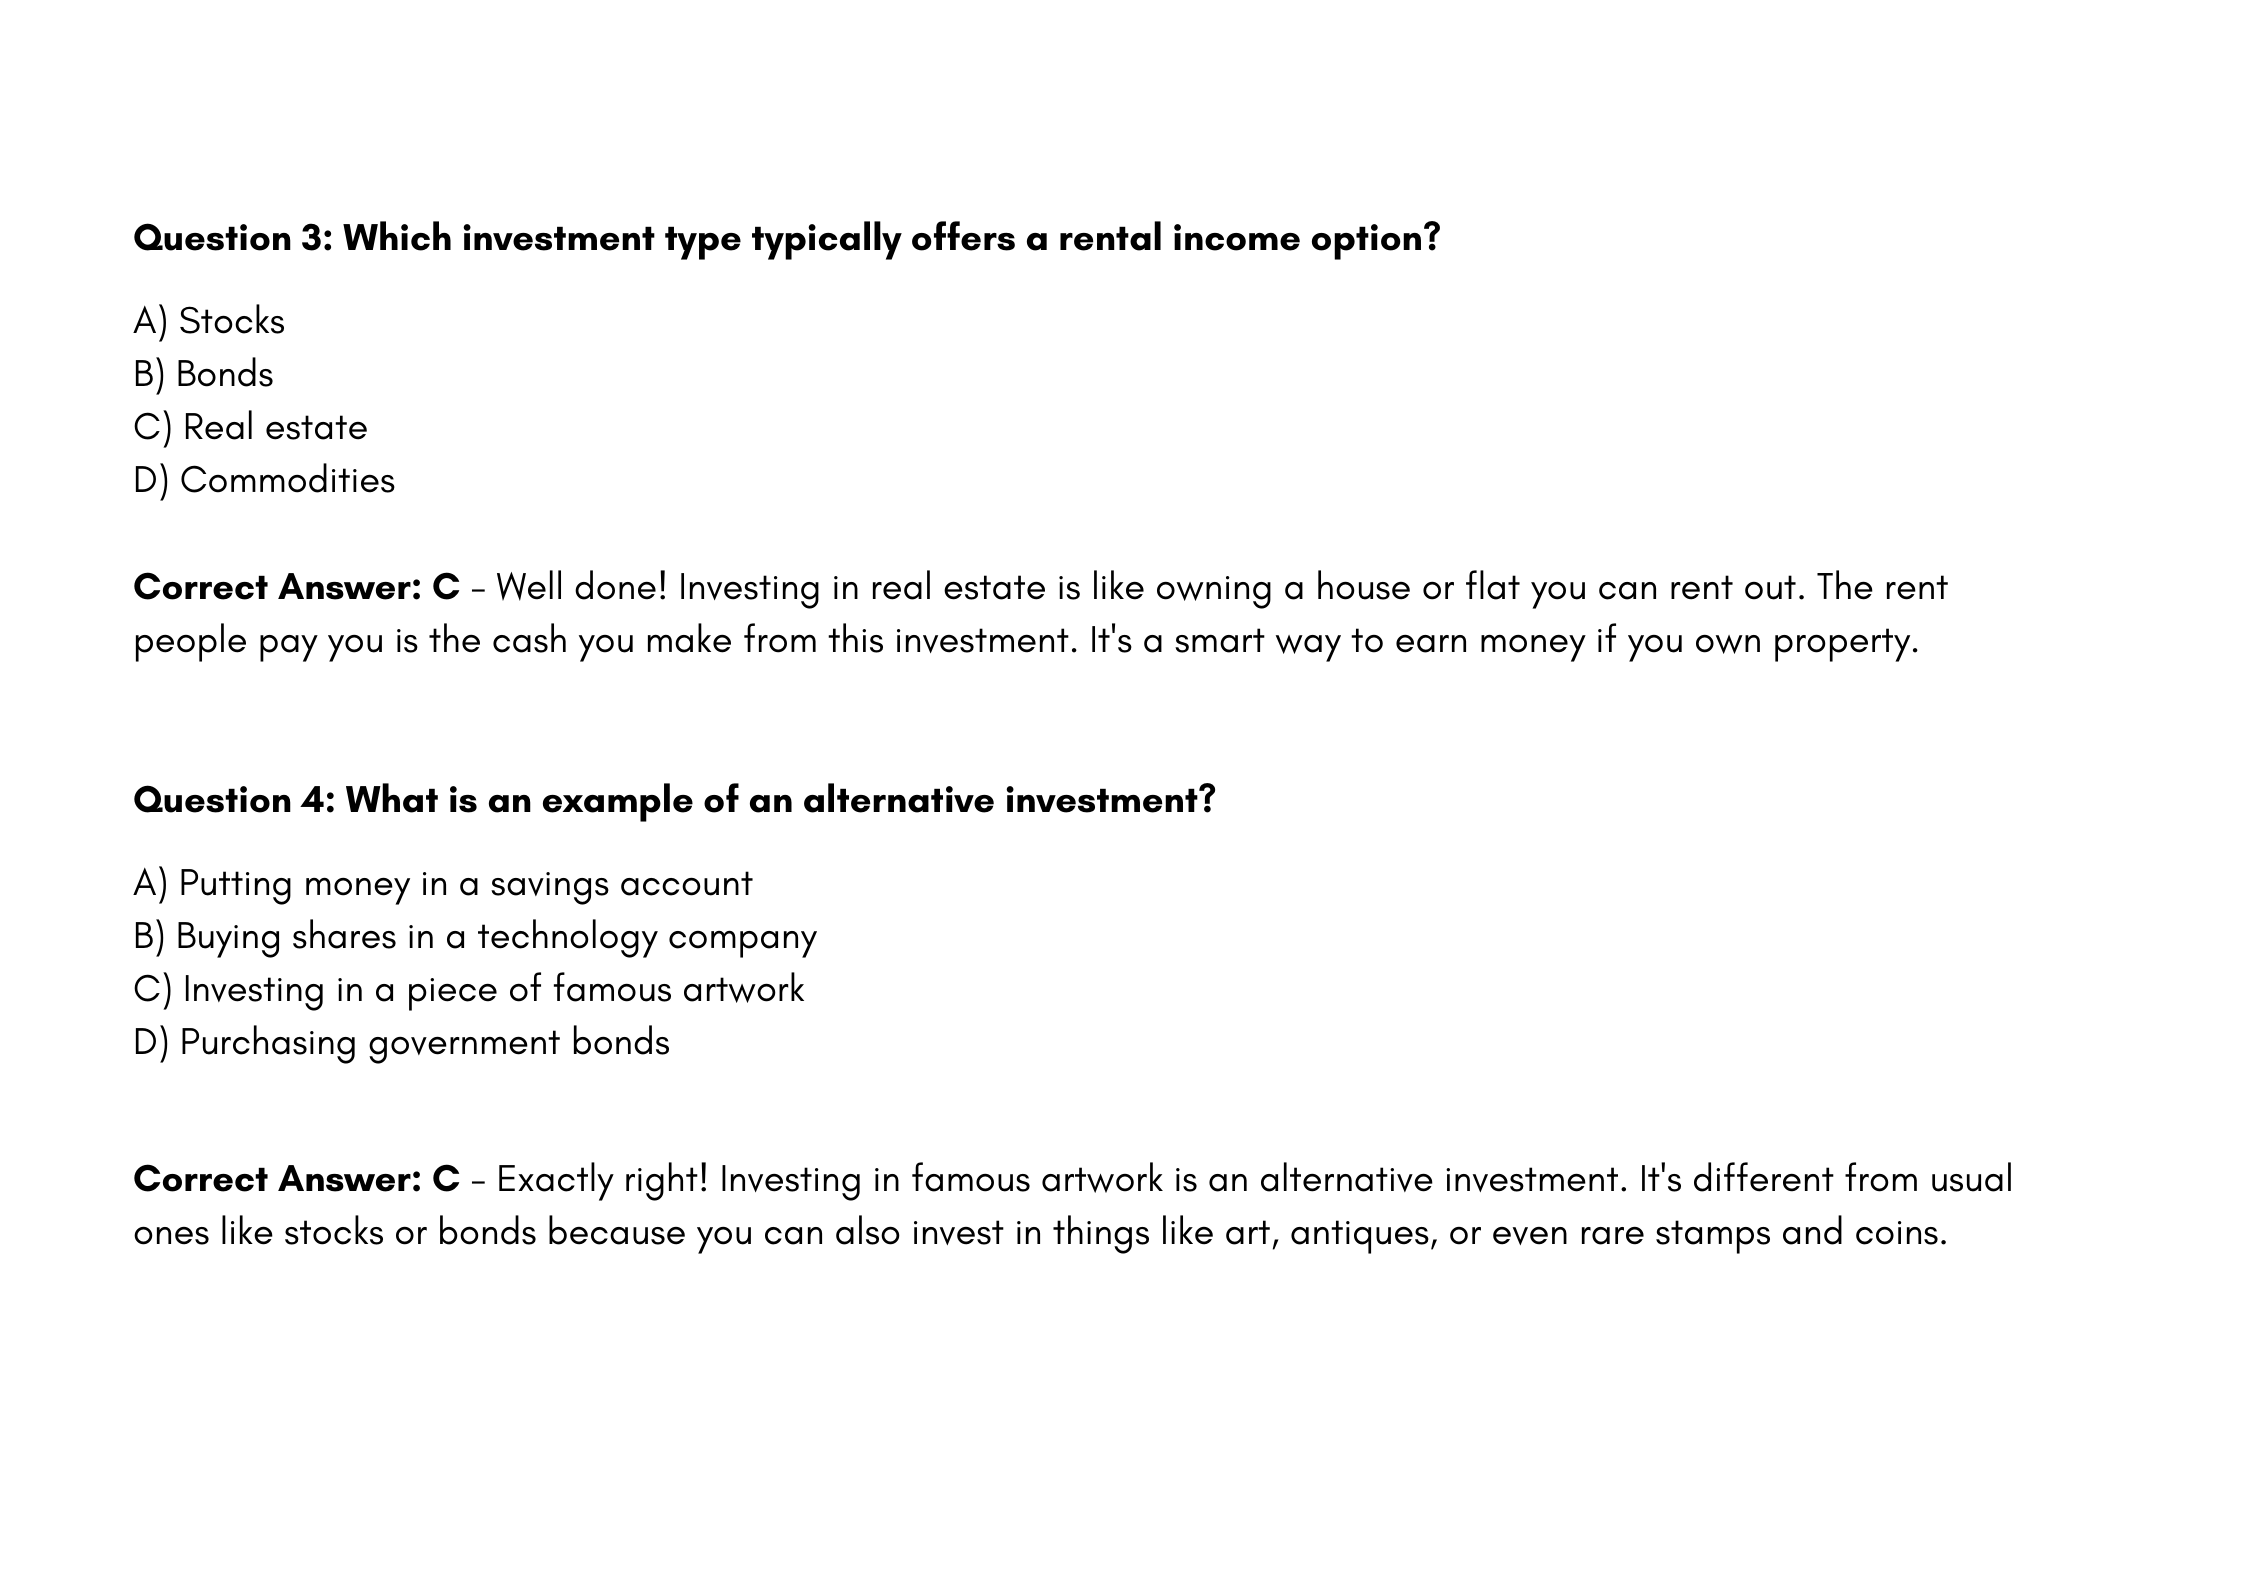 Question 3: Which investment type typically offers a rental income option?
A) Stocks
B) Bonds
C) Real estate
D) Commodities
Correct Answer: C – Well done! Investing in real estate is like owning a house or flat you can rent out. The rent
people pay you is the cash you make from this investment. It's a smart way to earn money if you own property.
Question 4: What is an example of an alternative investment?
A) Putting money in a savings account
B) Buying shares in a technology company
C) Investing in a piece of famous artwork
D) Purchasing government bonds
Correct Answer: C – Exactly right! Investing in famous artwork is an alternative investment. It's different from usual
ones like stocks or bonds because you can also invest in things like art, antiques, or even rare stamps and coins.